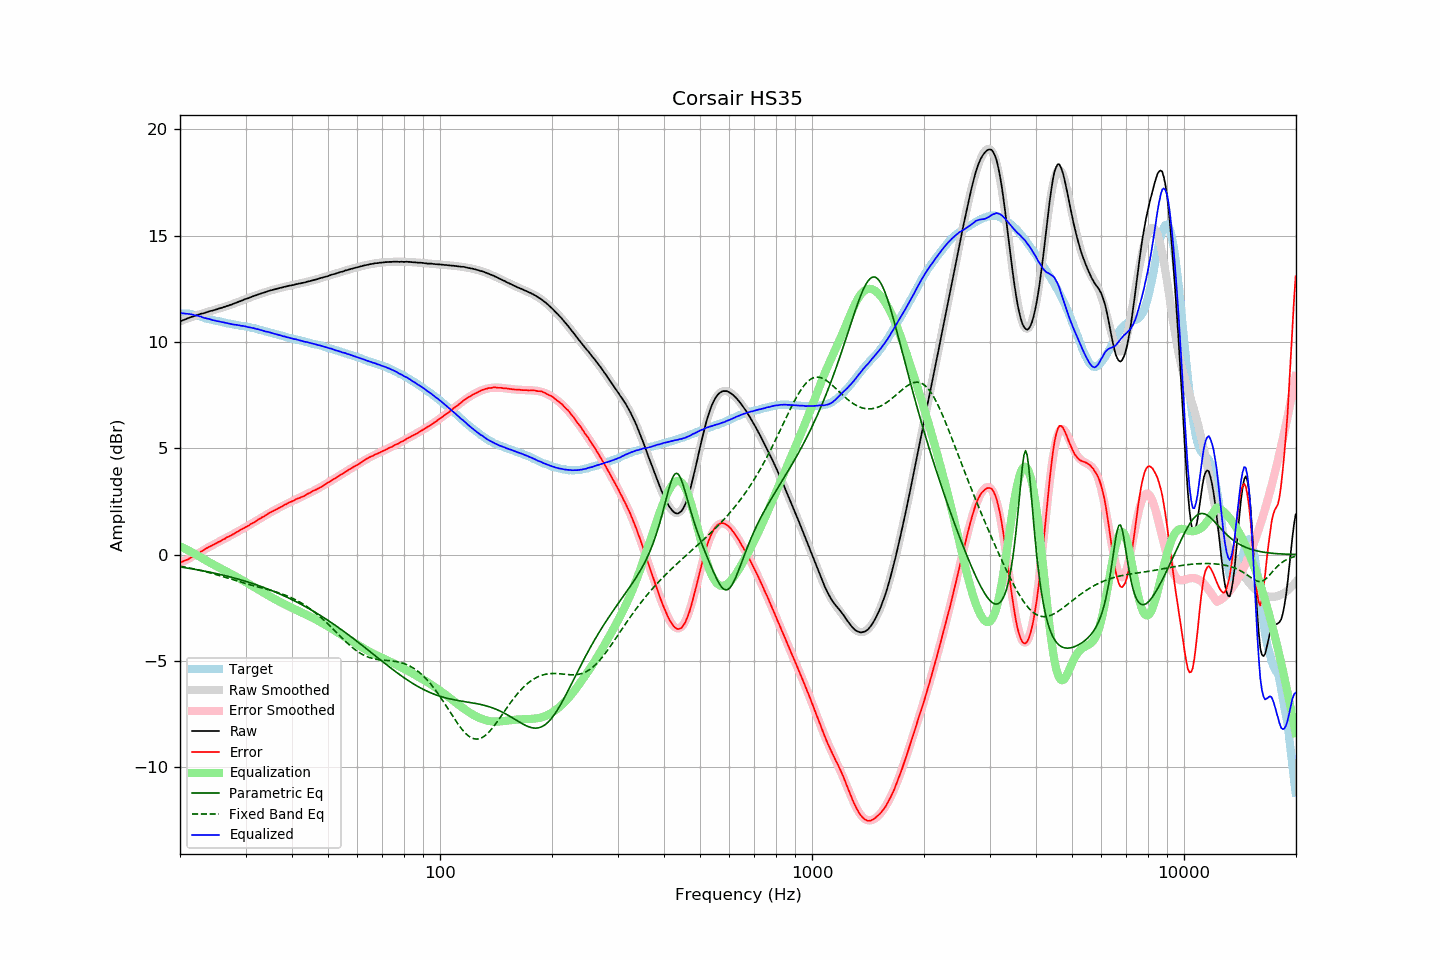 Corsair HS35
Amplitude (dBr)
20
15
10
5
0
−5
−10
Target
Raw Smoothed
Error Smoothed
Raw
Error
Equalization
Parametric Eq
Fixed Band Eq
Equalized
100
1000
10000
Frequency (Hz)